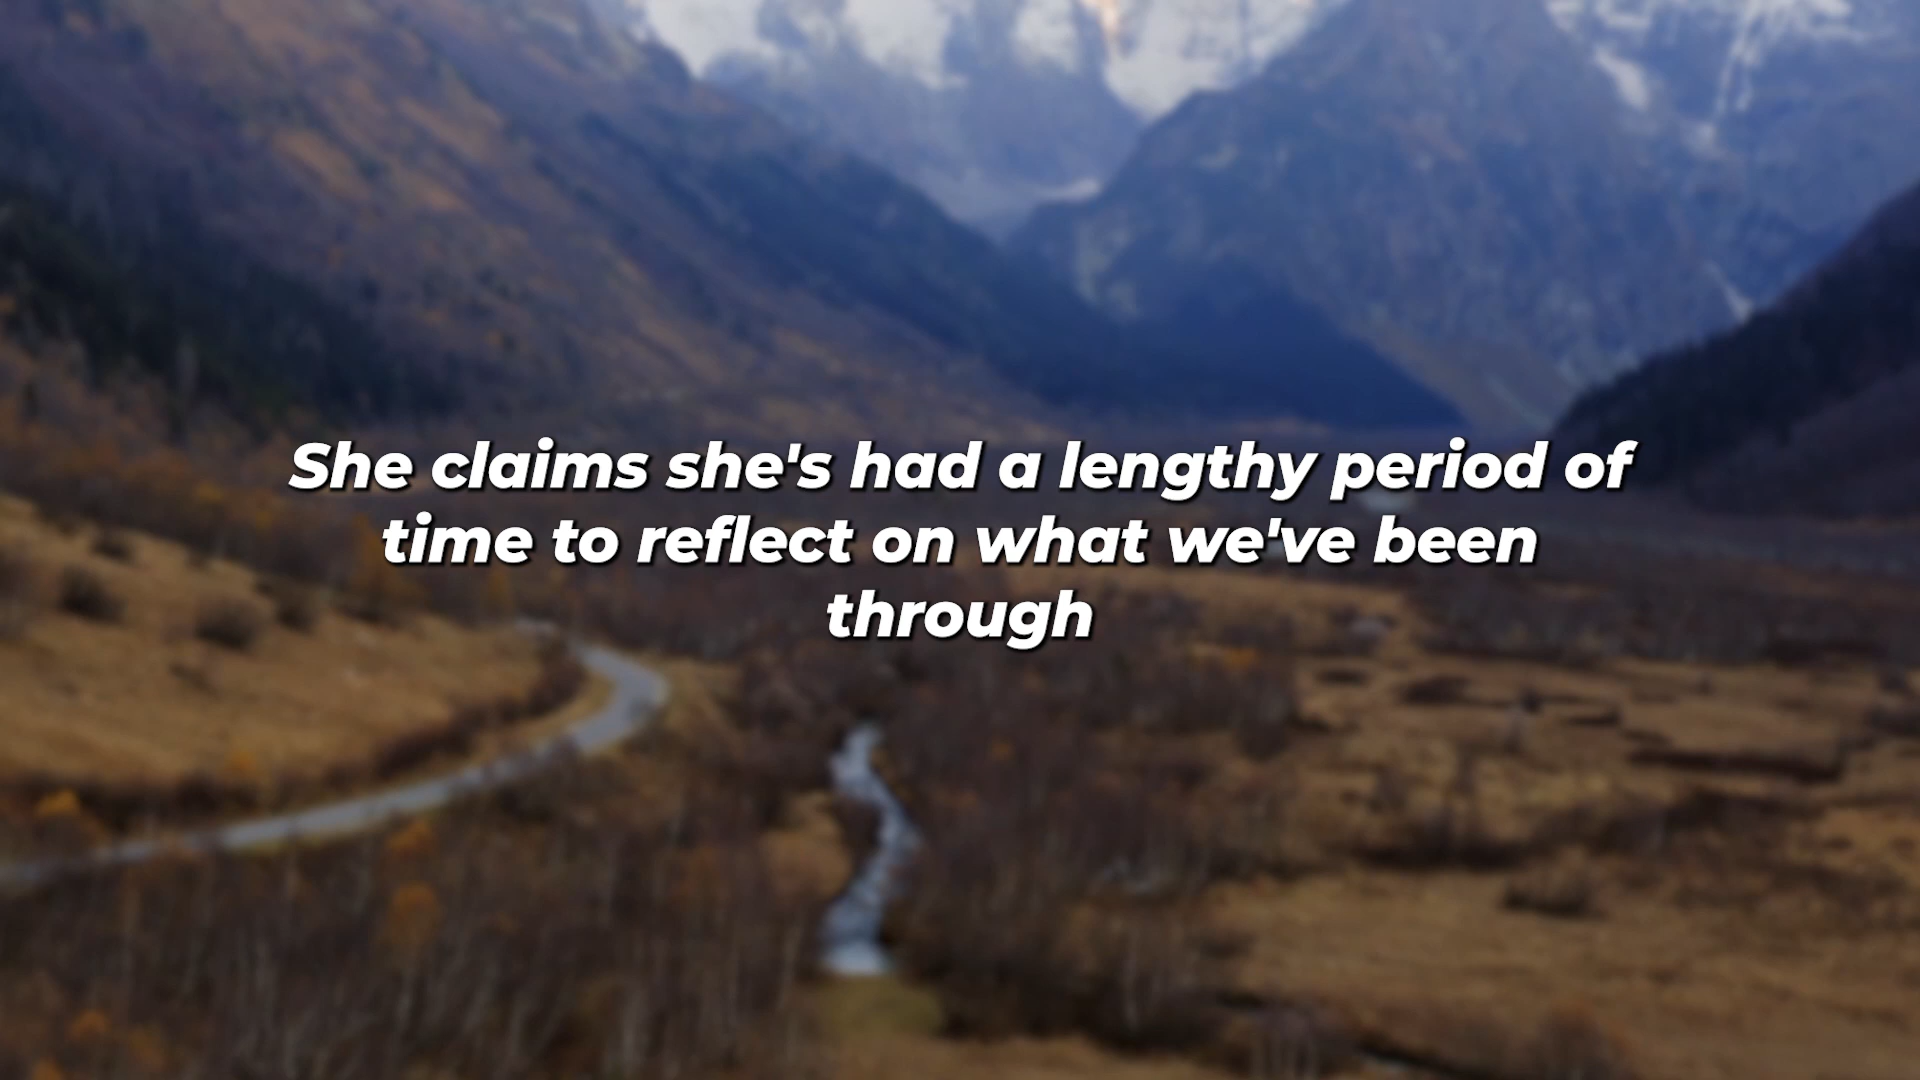 She claims she's had a lengthy period of
time to reflect on what we've been
through